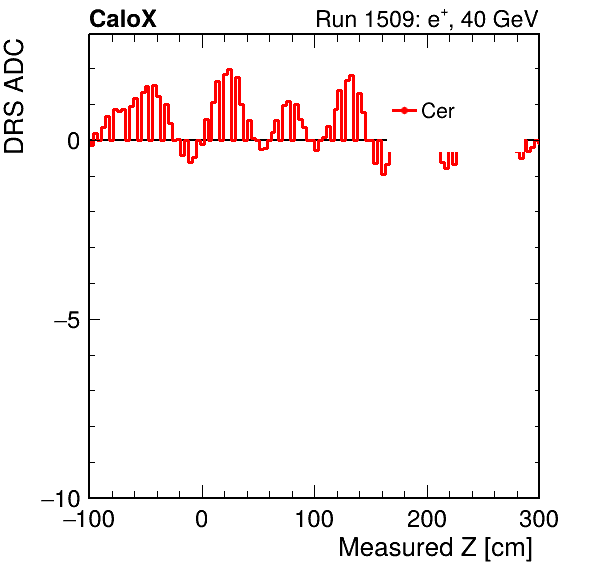 CaloX Run 1509: e⁺, 40 GeV
DRS ADC
Cer
0
−5
−10
−100 0 100 200 300
Measured Z [cm]